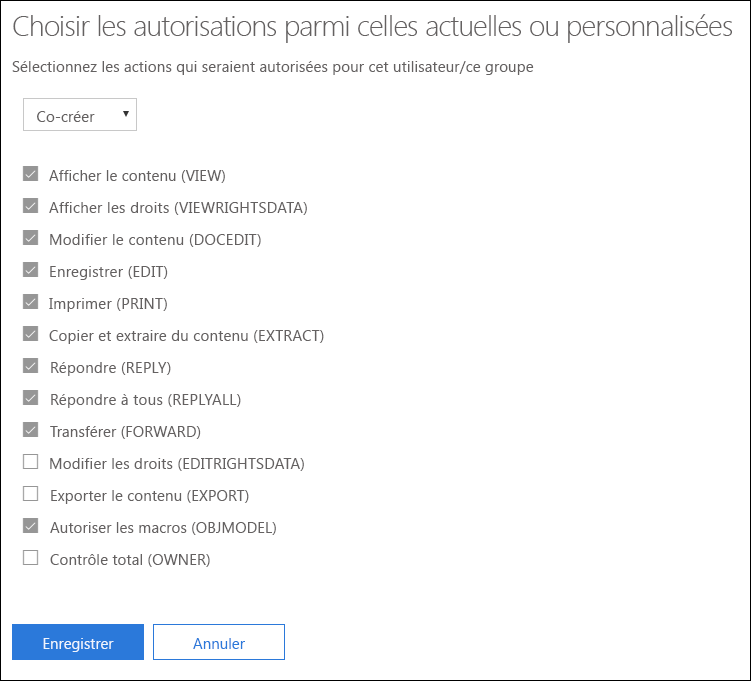 Choisir les autorisations parmi celles actuelles ou personnalisées
Sélectionnez les actions qui seraient autorisées pour cet utilisateur/ce groupe
Co-créer
Afficher le contenu (VIEW)
Afficher les droits (VIEWRIGHTSDATA)
Modifier le contenu (DOCEDIT)
Enregistrer (EDIT)
Imprimer (PRINT)
Copier et extraire du contenu (EXTRACT)
Répondre (REPLY)
Répondre à tous (REPLYALL)
Transférer (FORWARD)
Modifier les droits (EDITRIGHTSDATA)
Exporter le contenu (EXPORT)
Autoriser les macros (OBJMODEL)
Contrôle total (OWNER)
Enregistrer Annuler